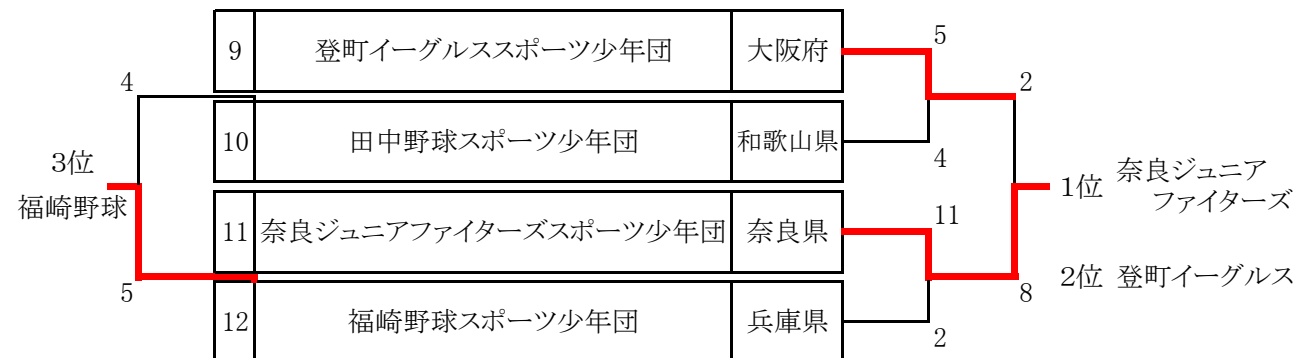 9 登町イーグルススポーツ少年団 大阪府
5
4
2
10 田中野球スポーツ少年団 和歌山県
4
3位
福崎野球
1位 奈良ジュニア
ファイターズ
11 奈良ジュニアファイターズスポーツ少年団 奈良県
11
2位 登町イーグルス
5
8
12 福崎野球スポーツ少年団 兵庫県
2